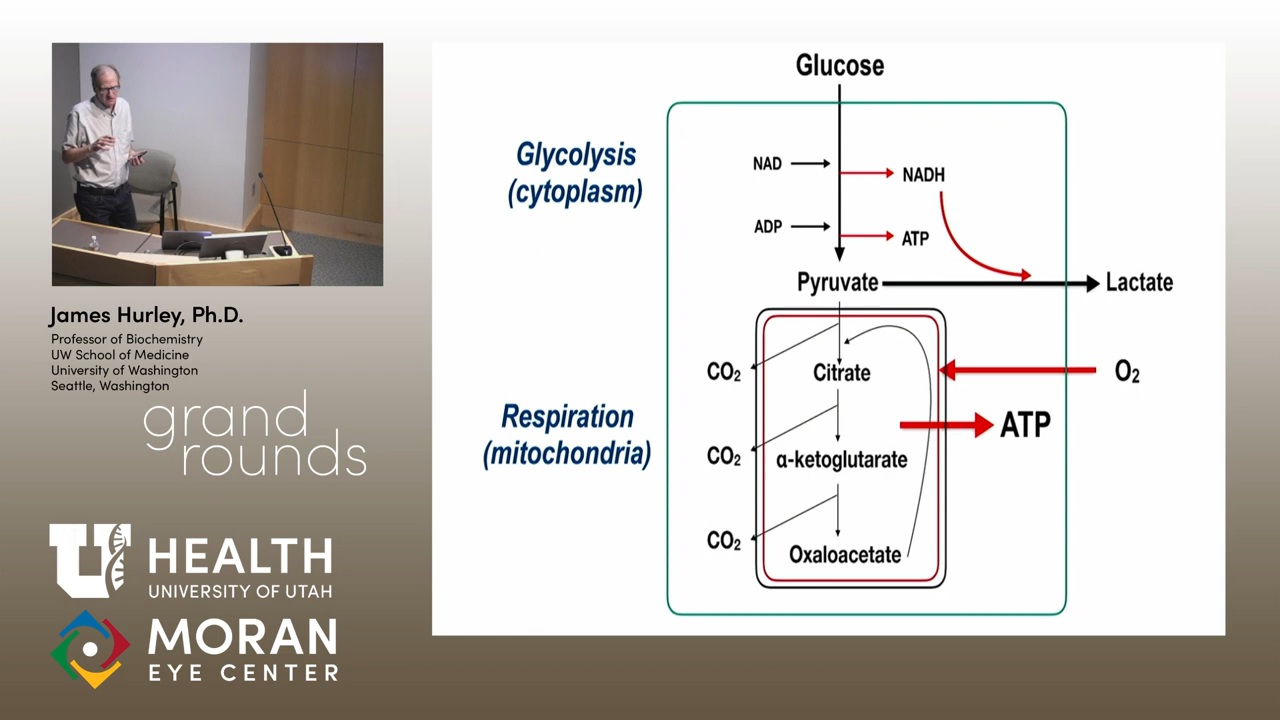 James Hurley, Ph.D.
Professor of Biochemistry
UW School of Medicine
University of Washington
Seattle, Washington
grand
rounds
U HEALTH
UNIVERSITY OF UTAH
MORAN
EYE CENTER
Glucose
Glycolysis
(cytoplasm)
NAD
NADH
ADP
ATP
Pyruvate
Lactate
CO₂
Citrate
O₂
Respiration
(mitochondria)
ATP
CO₂
α-ketoglutarate
CO₂
Oxaloacetate